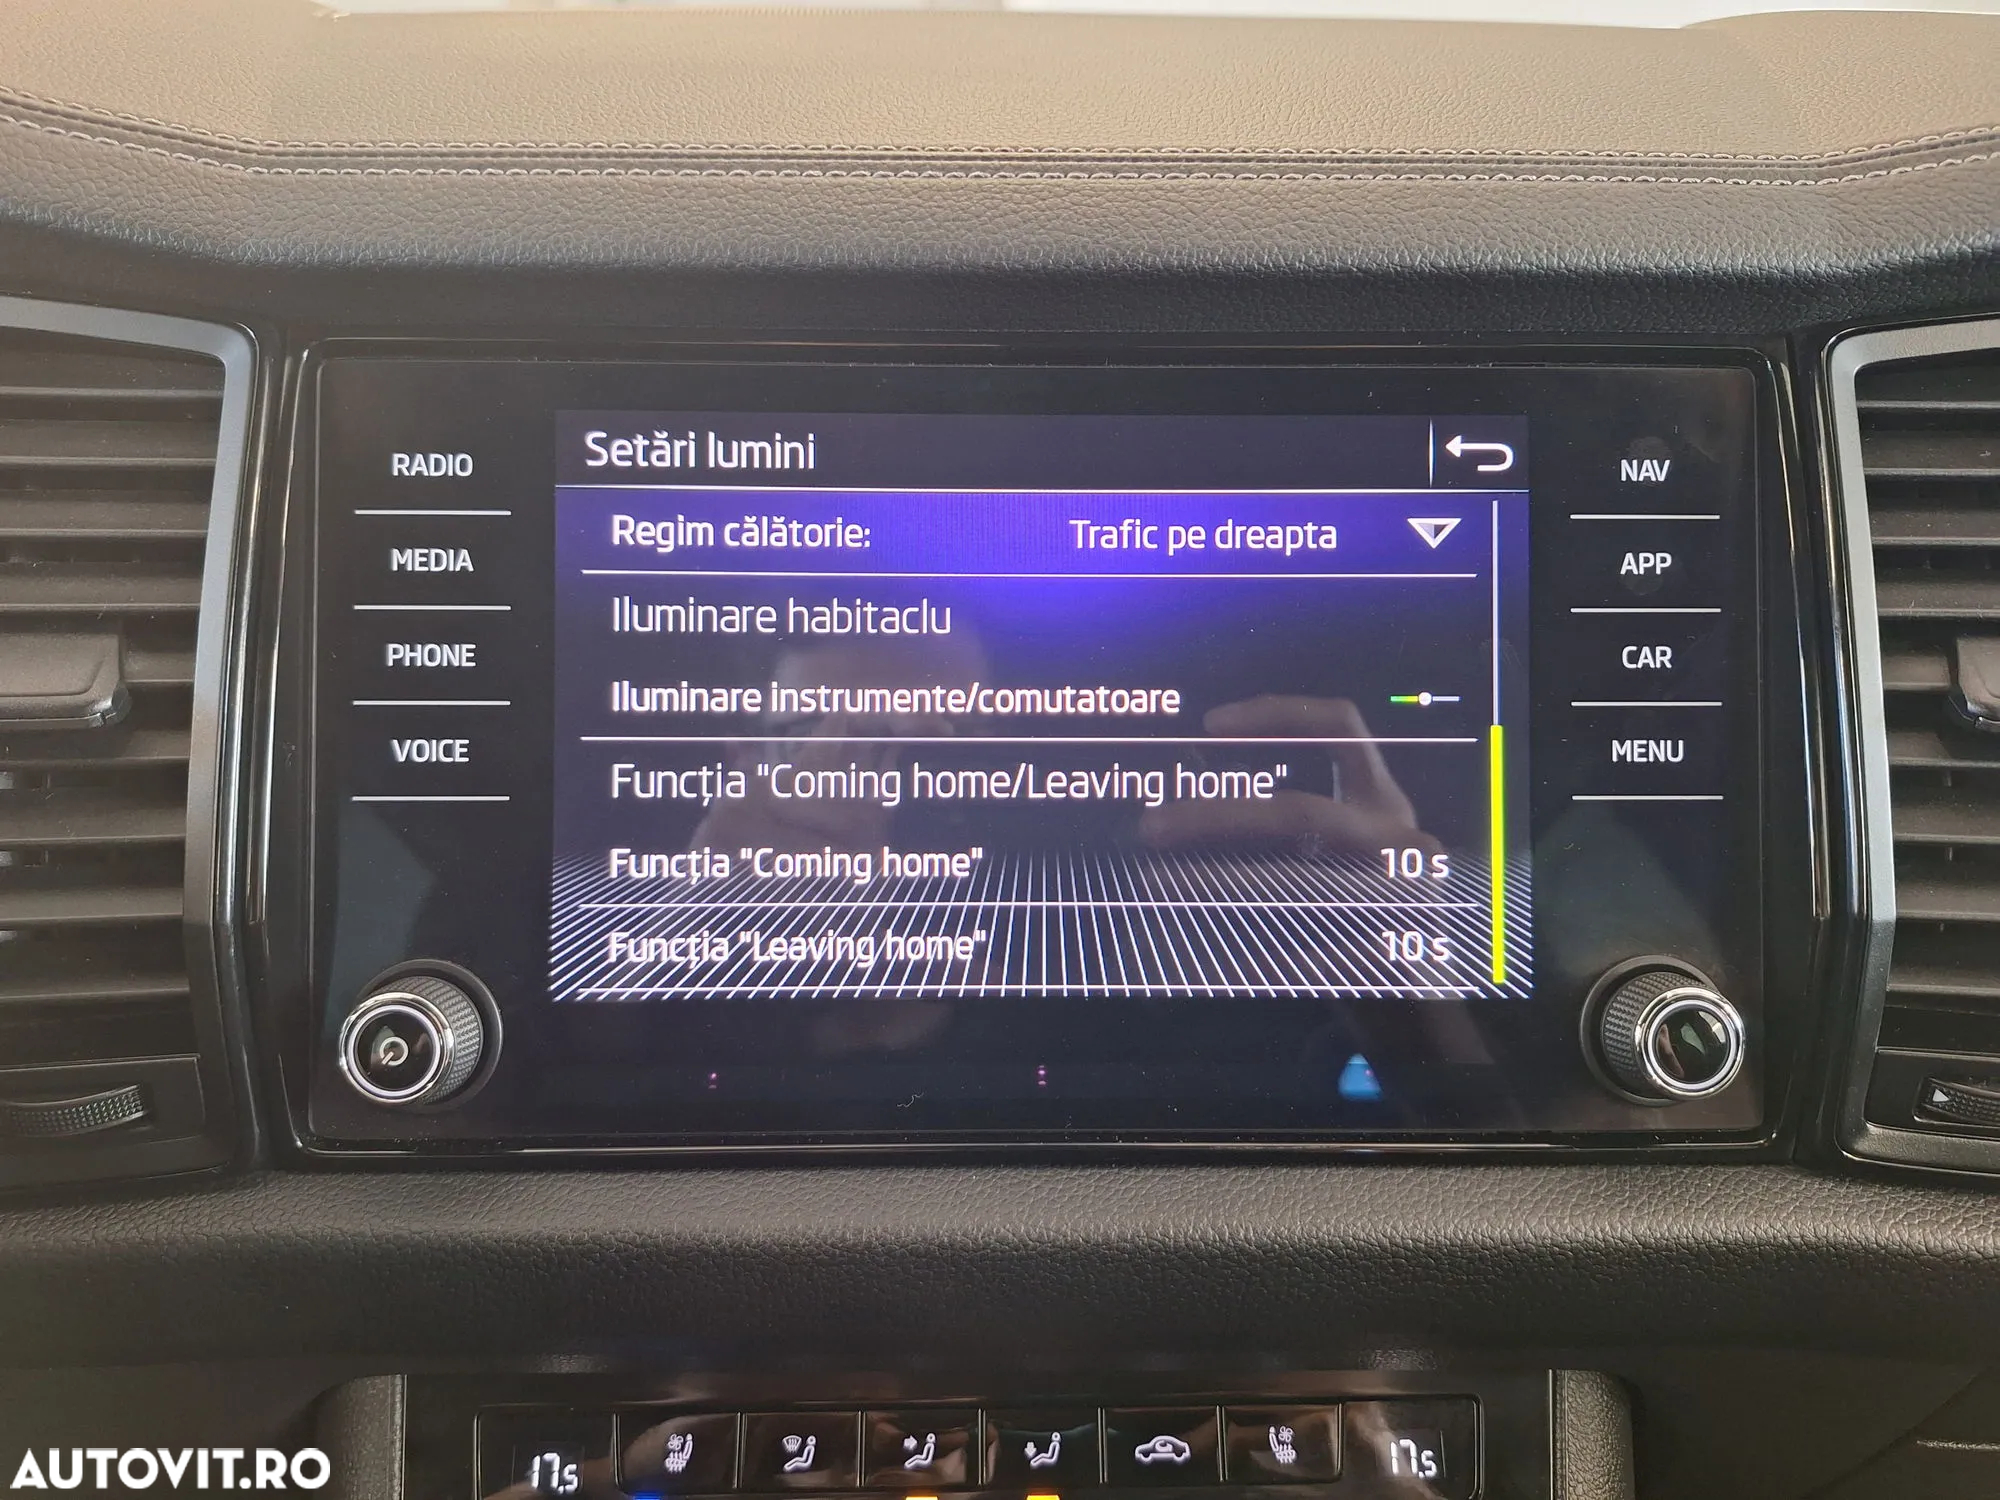 RADIO
MEDIA
PHONE
VOICE
Setări lumini
Regim călătorie: Trafic pe dreapta
Iluminare habitaclu
Iluminare instrumente/comutatoare
Funcția "Coming home/Leaving home"
Funcția "Coming home" 10 s
Funcția "Leaving home" 10 s
NAV
APP
CAR
MENU
17.5
17.5
AUTOVIT.RO